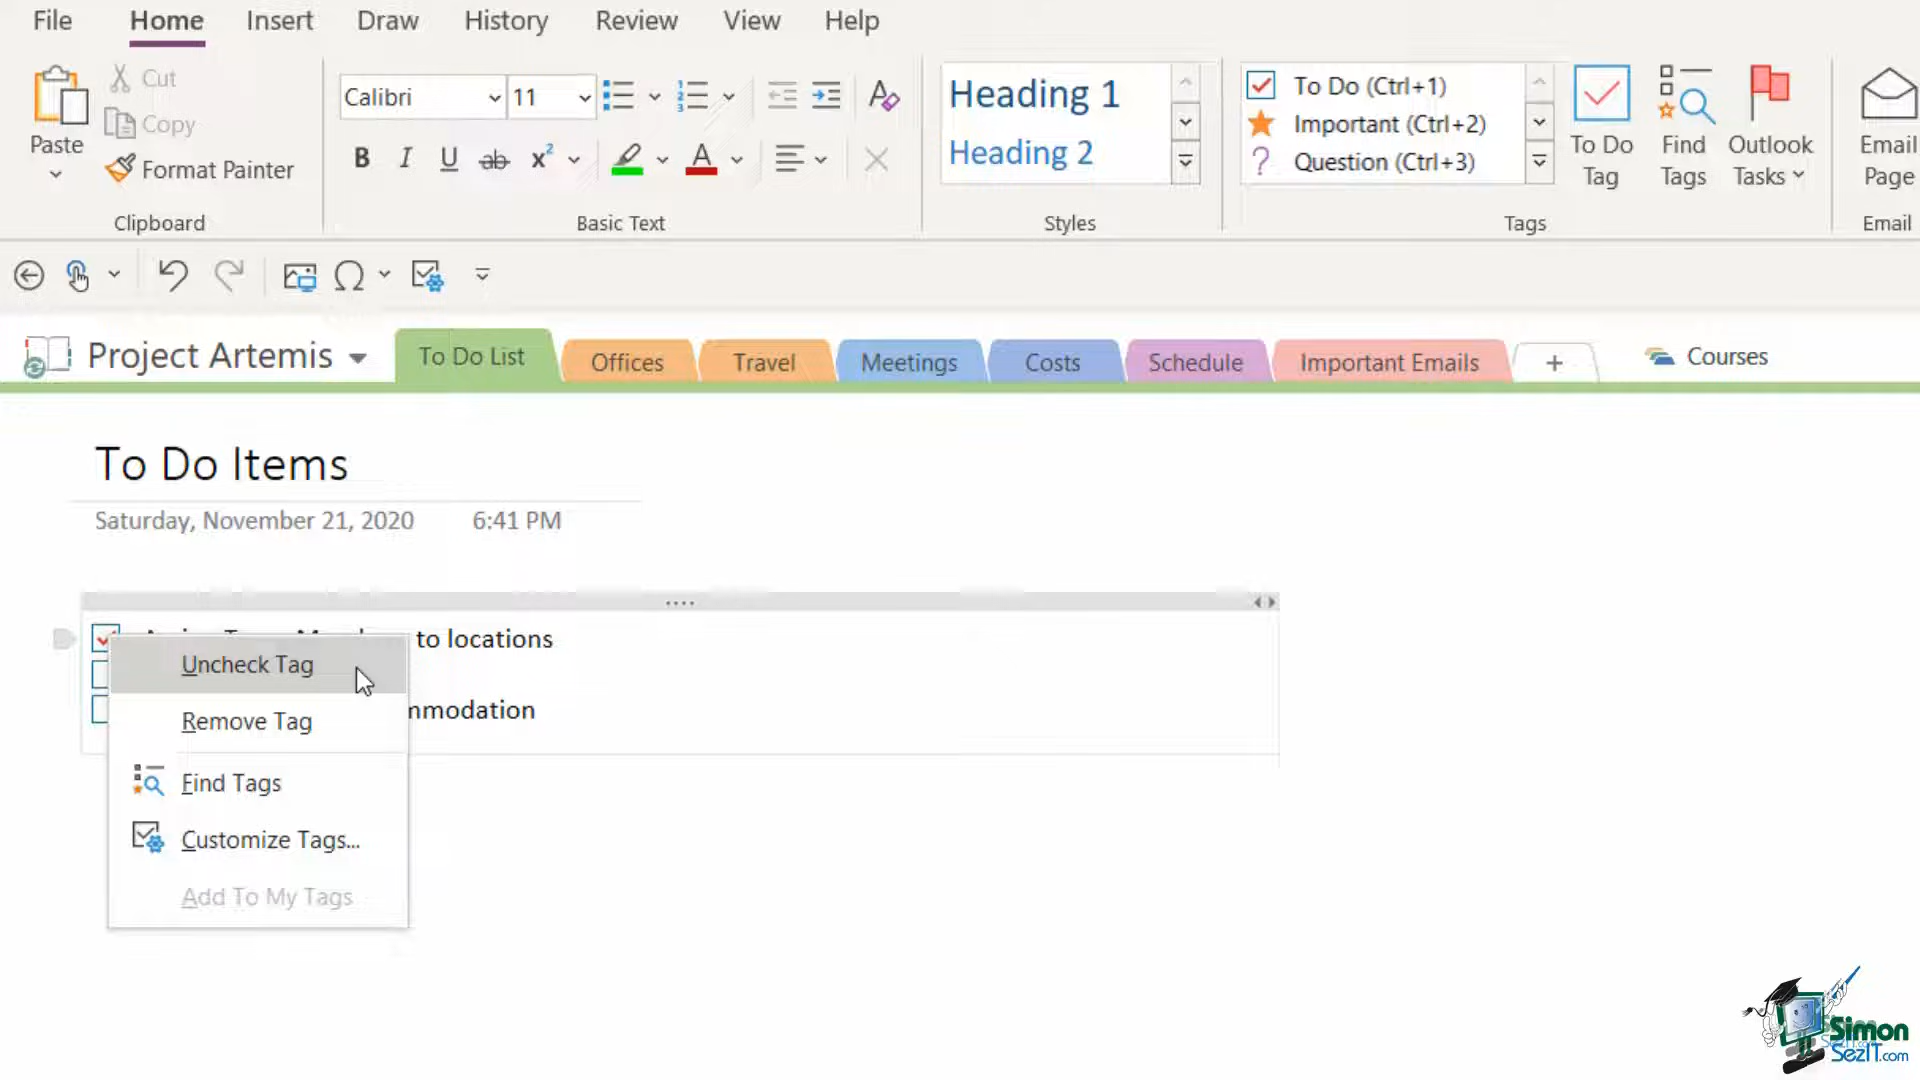 File Home Insert Draw History Review View Help
Paste
Cut
Copy
Format Painter
Clipboard
Calibri 11
B I U ab x²
A
Basic Text
Heading 1
Heading 2
Styles
To Do (Ctrl+1)
Important (Ctrl+2)
Question (Ctrl+3)
To Do Tag
Find Tags
Outlook Tasks
Tags
Email Page
Email
Project Artemis
To Do List Offices Travel Meetings Costs Schedule Important Emails + Courses
To Do Items
Saturday, November 21, 2020 6:41 PM
to locations
mmodation
Uncheck Tag
Remove Tag
Find Tags
Customize Tags...
Add To My Tags
Simon
SezIT.com